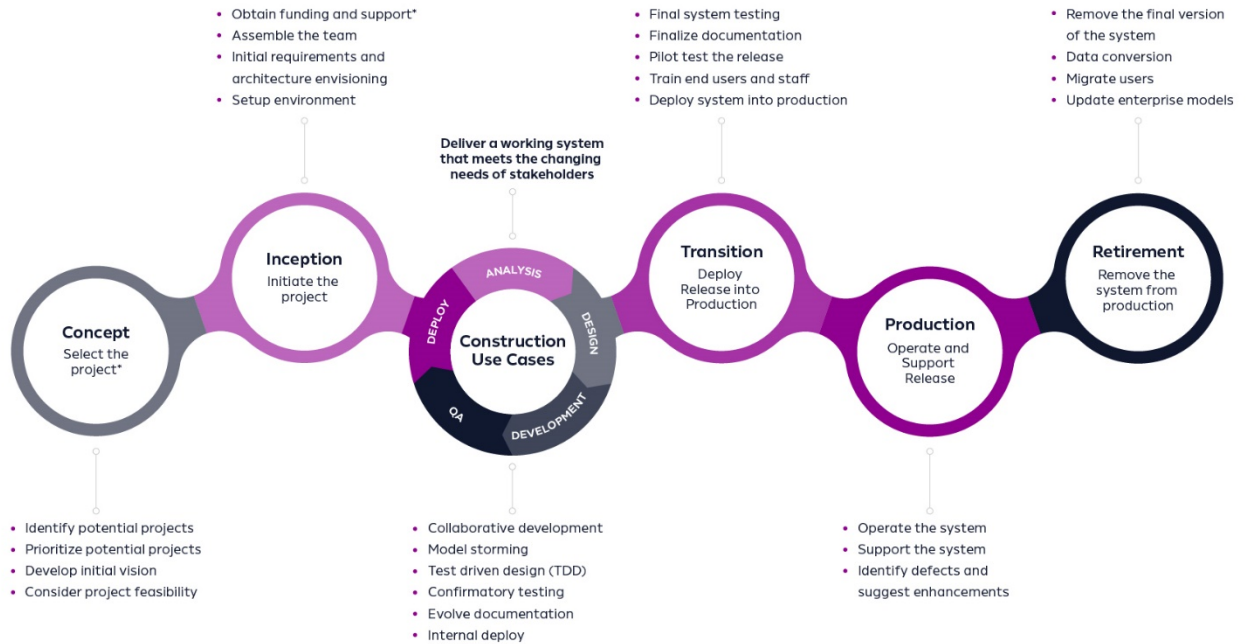 • Obtain funding and support*
• Assemble the team
• Initial requirements and
architecture envisioning
• Setup environment
• Final system testing
• Finalize documentation
• Pilot test the release
• Train end users and staff
• Deploy system into production
• Remove the final version
of the system
• Data conversion
• Migrate users
• Update enterprise models
Deliver a working system
that meets the changing
needs of stakeholders
Concept
Select the
project*
Inception
Initiate the
project
ANALYSIS
DESIGN
DEVELOPMENT
QA
DEPLOY
Construction
Use Cases
Transition
Deploy
Release into
Production
Production
Operate and
Support
Release
Retirement
Remove the
system from
production
• Identify potential projects
• Prioritize potential projects
• Develop initial vision
• Consider project feasibility
• Collaborative development
• Model storming
• Test driven design (TDD)
• Confirmatory testing
• Evolve documentation
• Internal deploy
• Operate the system
• Support the system
• Identify defects and
suggest enhancements